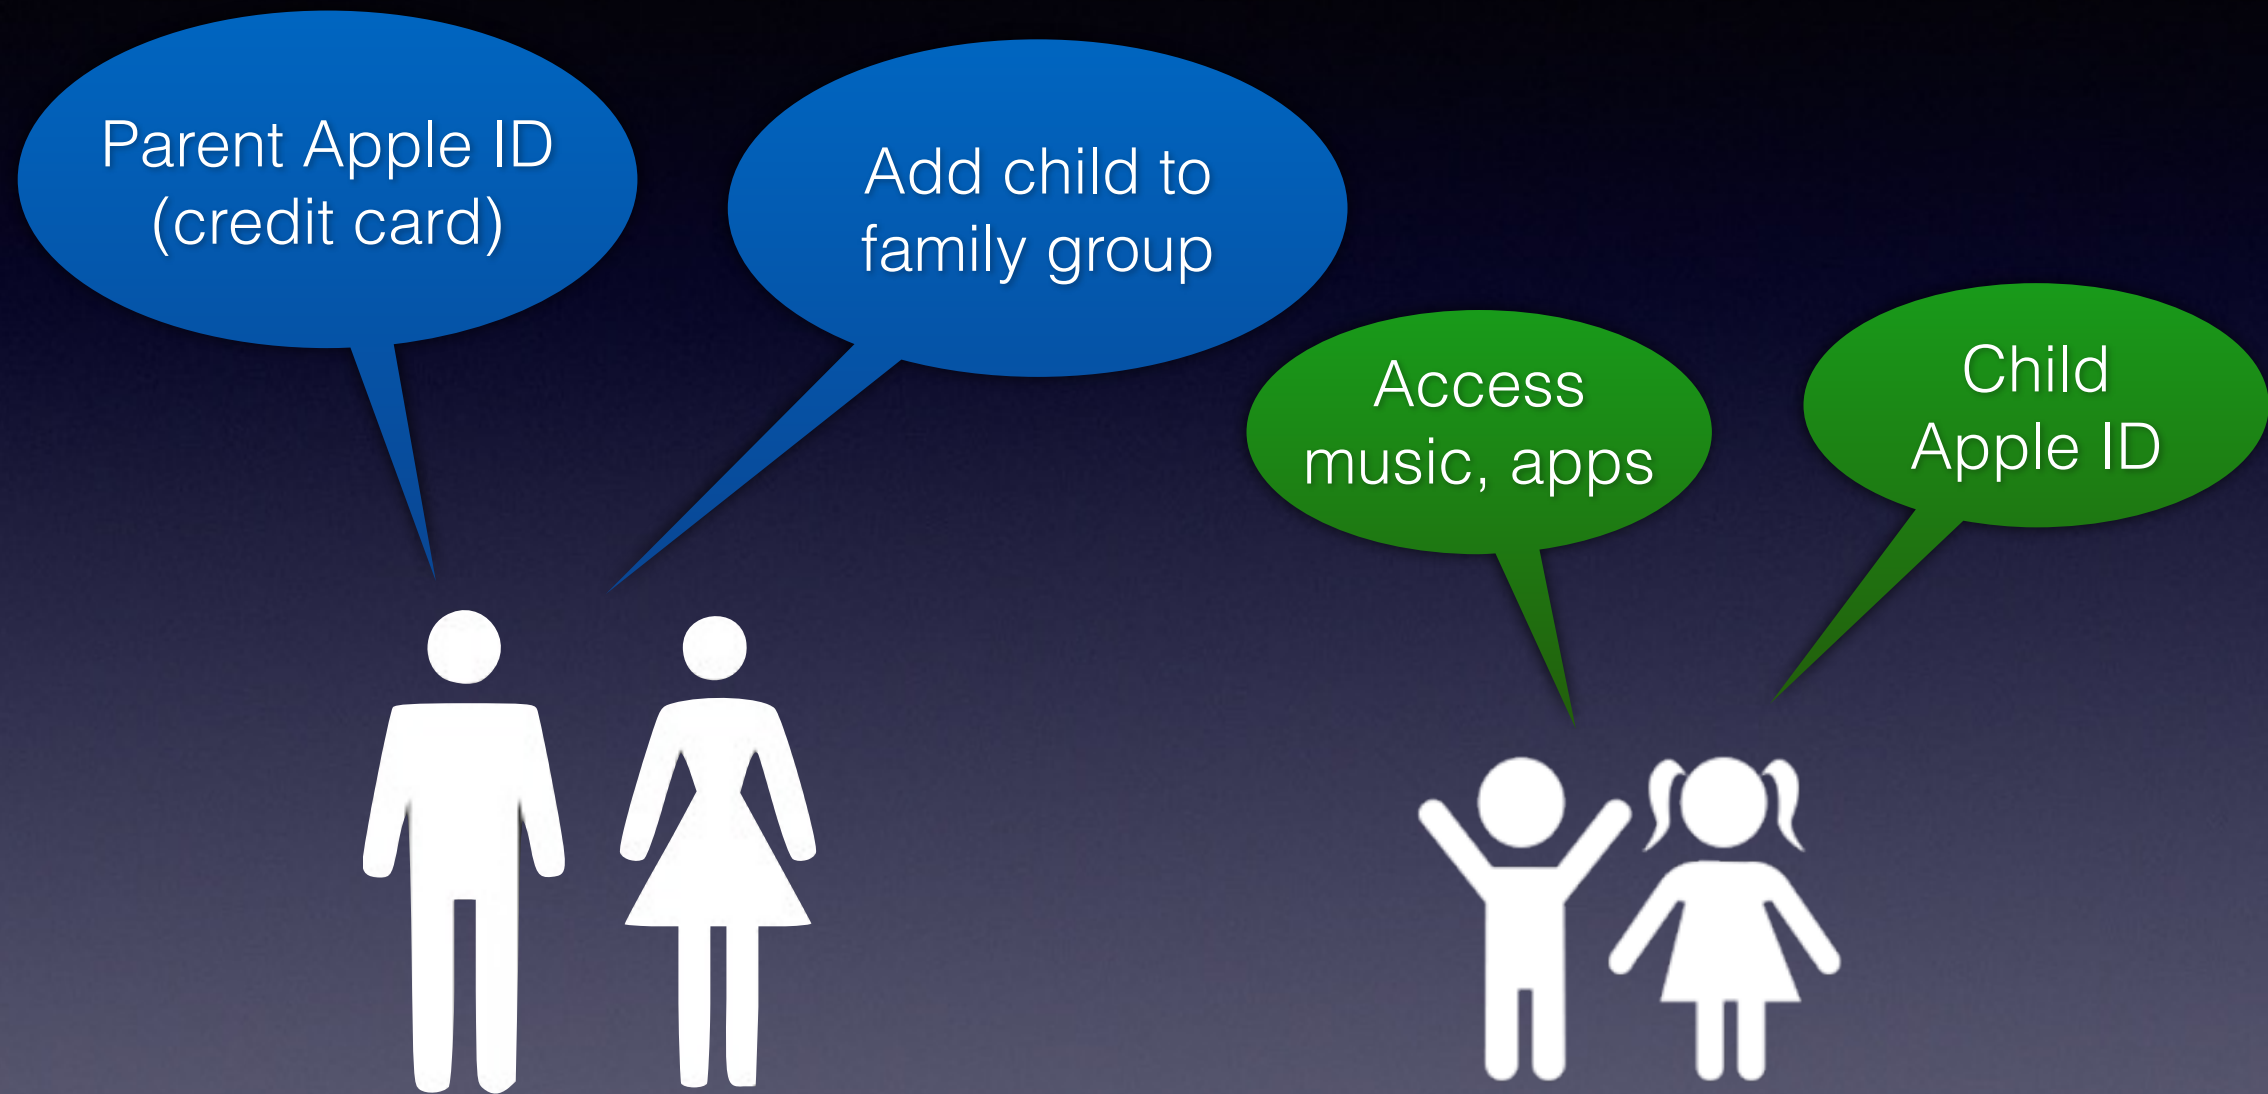 Parent Apple ID
(credit card)
Add child to
family group
Access
music, apps
Child
Apple ID